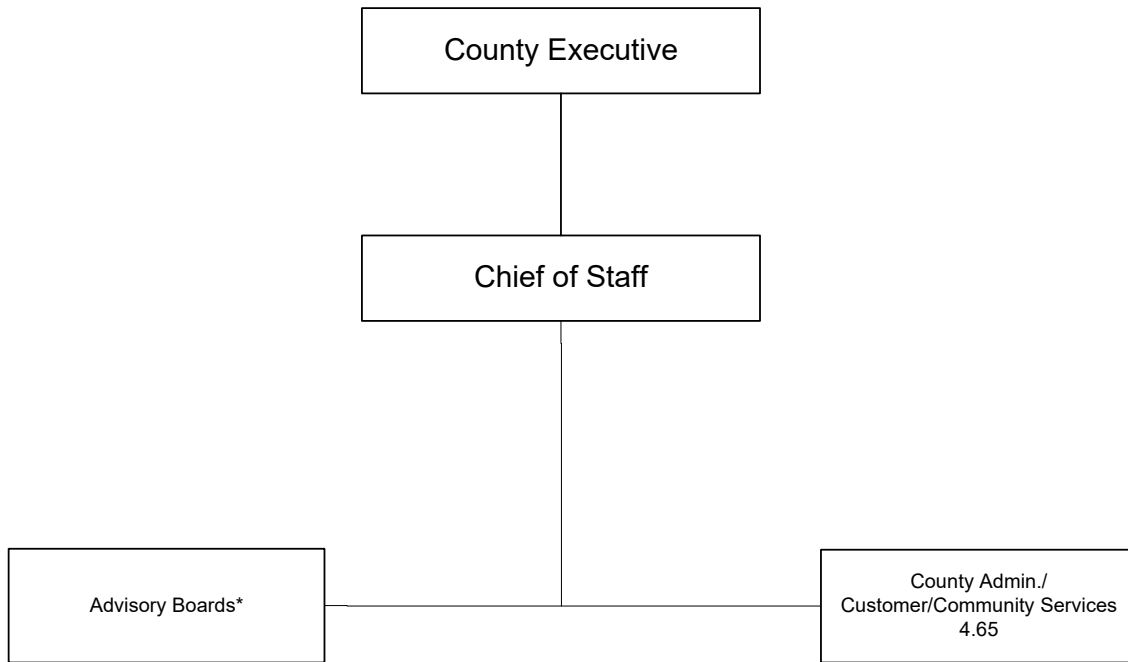 County Executive
Chief of Staff
Advisory Boards*
County Admin./
Customer/Community Services
4.65